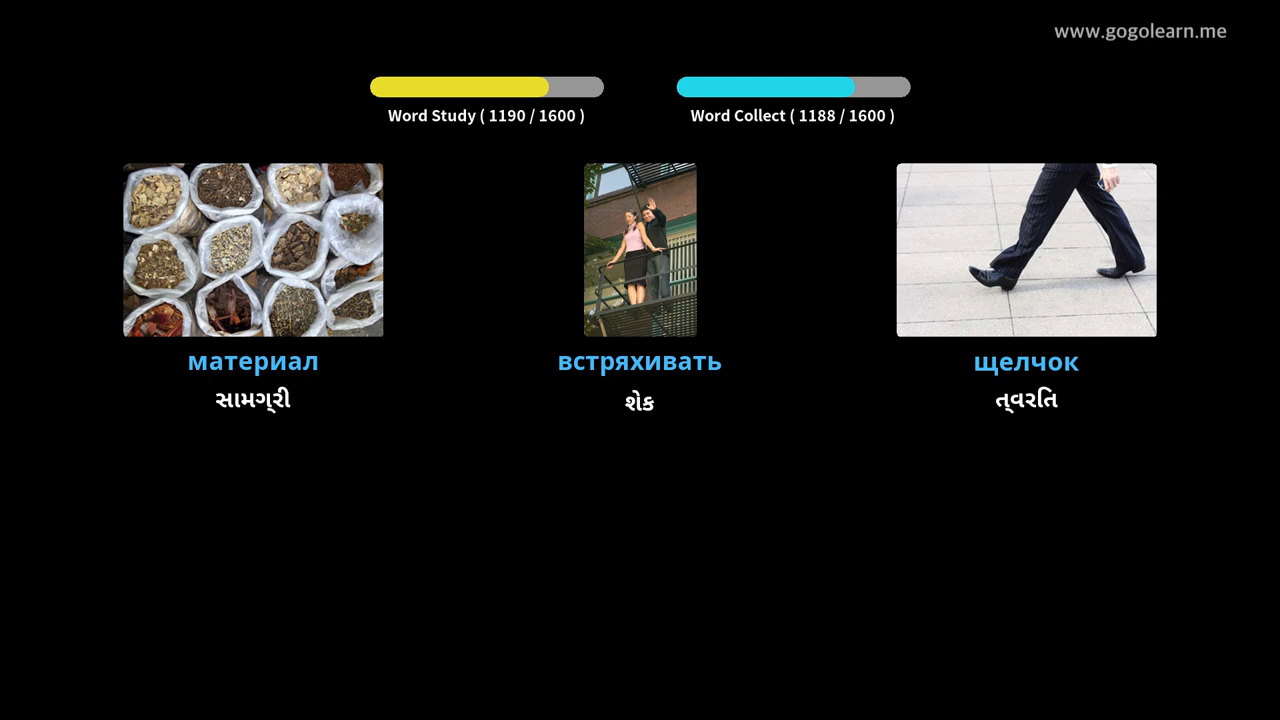 www.gogolearn.me
Word Study ( 1190 / 1600 )
Word Collect ( 1188 / 1600 )
материал
встряхивать
щелчок
સામગ્રી
શેક
ત્વરતિ